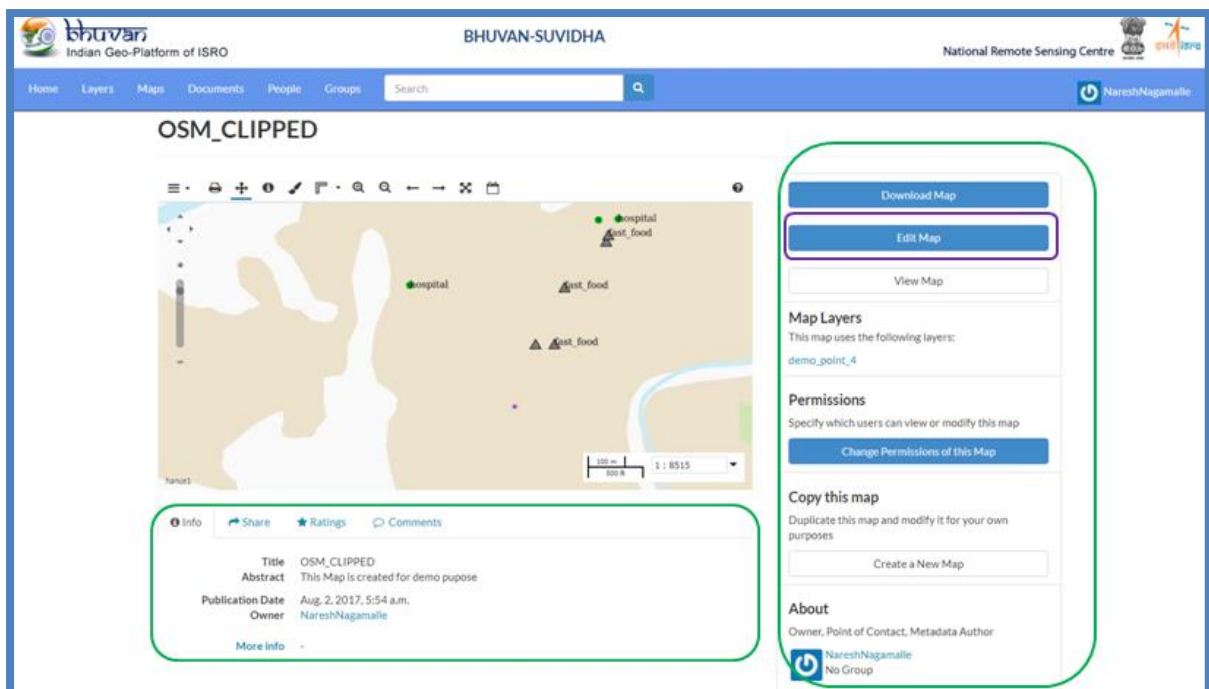 bhuvan
Indian Geo-Platform of ISRO
BHUVAN-SUVIDHA
National Remote Sensing Centre
Home Layers Maps Documents People Groups Search
NareshNagamalle
OSM_CLIPPED
hospital
fast_food
hospital
fast_food
fast_food
100 m
500 ft
1 : 8515
Info Share Ratings Comments
Title OSM_CLIPPED
Abstract This Map is created for demo pupose
Publication Date Aug. 2, 2017, 5:54 a.m.
Owner NareshNagamalle
More info -
Download Map
Edit Map
View Map
Map Layers
This map uses the following layers:
demo_point_4
Permissions
Specify which users can view or modify this map
Change Permissions of this Map
Copy this map
Duplicate this map and modify it for your own
purposes
Create a New Map
About
Owner, Point of Contact, Metadata Author
NareshNagamalle
No Group